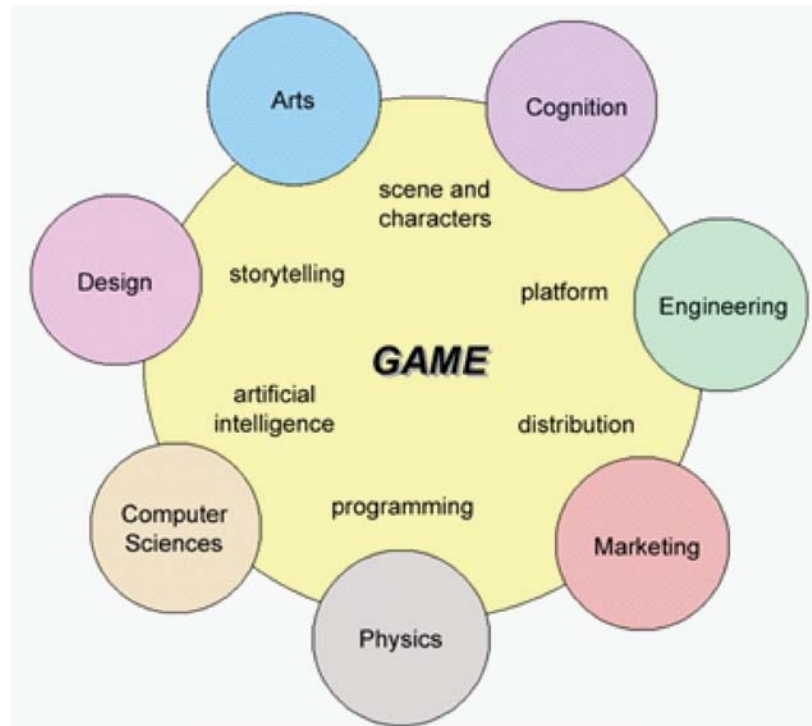 Arts
Cognition
scene and
characters
Design
storytelling
platform
Engineering
GAME
artificial
intelligence
distribution
Computer
Sciences
programming
Marketing
Physics